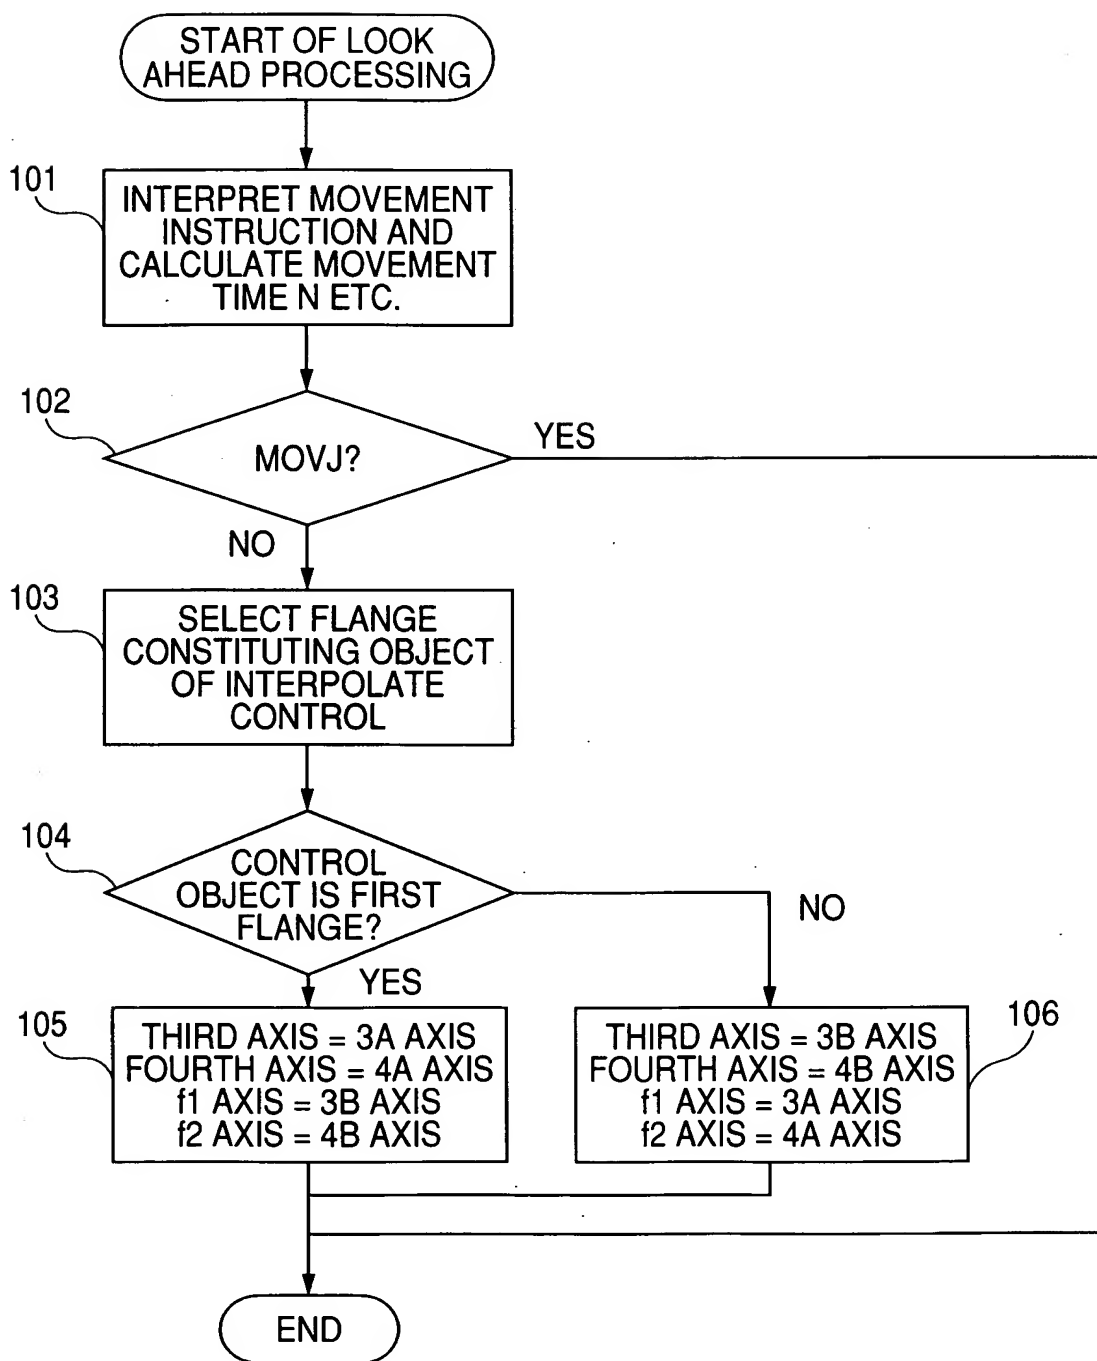 START OF LOOK
AHEAD PROCESSING
101
INTERPRET MOVEMENT
INSTRUCTION AND
CALCULATE MOVEMENT
TIME N ETC.
102
MOVJ?
YES
NO
103
SELECT FLANGE
CONSTITUTING OBJECT
OF INTERPOLATE
CONTROL
104
CONTROL
OBJECT IS FIRST
FLANGE?
NO
YES
105
THIRD AXIS = 3A AXIS
FOURTH AXIS = 4A AXIS
f1 AXIS = 3B AXIS
f2 AXIS = 4B AXIS
106
THIRD AXIS = 3B AXIS
FOURTH AXIS = 4B AXIS
f1 AXIS = 3A AXIS
f2 AXIS = 4A AXIS
END